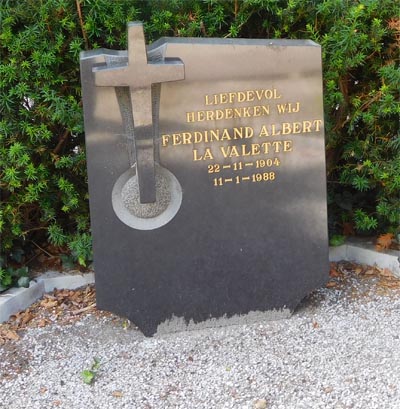 LIEFDEVOL
HERDENKEN WIJ
FERDINAND ALBERT
LA VALETTE
22-11-1904
11-1-1988